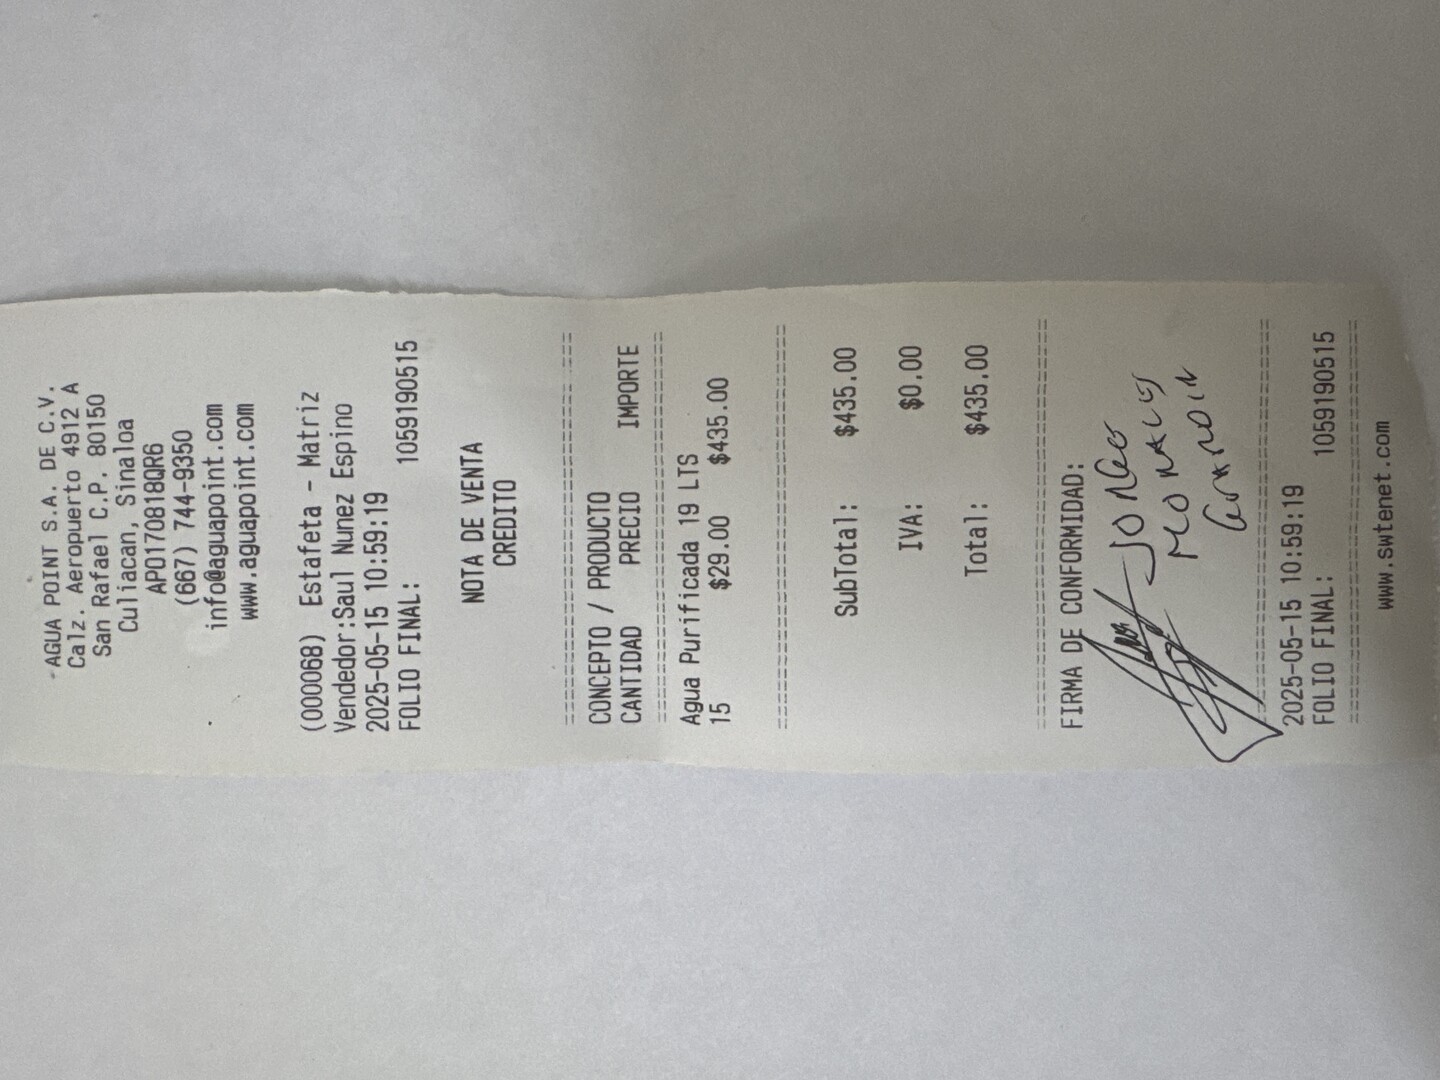 AGUA POINT S.A. DE C.V.
Calz. Aeropuerto 4912 A
San Rafael C.P. 80150
Culiacan, Sinaloa
APO170818QR6
(667) 744-9350
info@aguapoint.com
www.aguapoint.com
(000068) Estafeta - Matriz
Vendedor:Saul Nunez Espino
2025-05-15 10:59:19
FOLIO FINAL: 1059190515
NOTA DE VENTA
CREDITO
CONCEPTO / PRODUCTO
CANTIDAD PRECIO IMPORTE
Agua Purificada 19 LTS
15 $29.00 $435.00
SubTotal: $435.00
IVA: $0.00
Total: $435.00
FIRMA DE CONFORMIDAD:
2025-05-15 10:59:19
FOLIO FINAL: 1059190515
www.swtenet.com